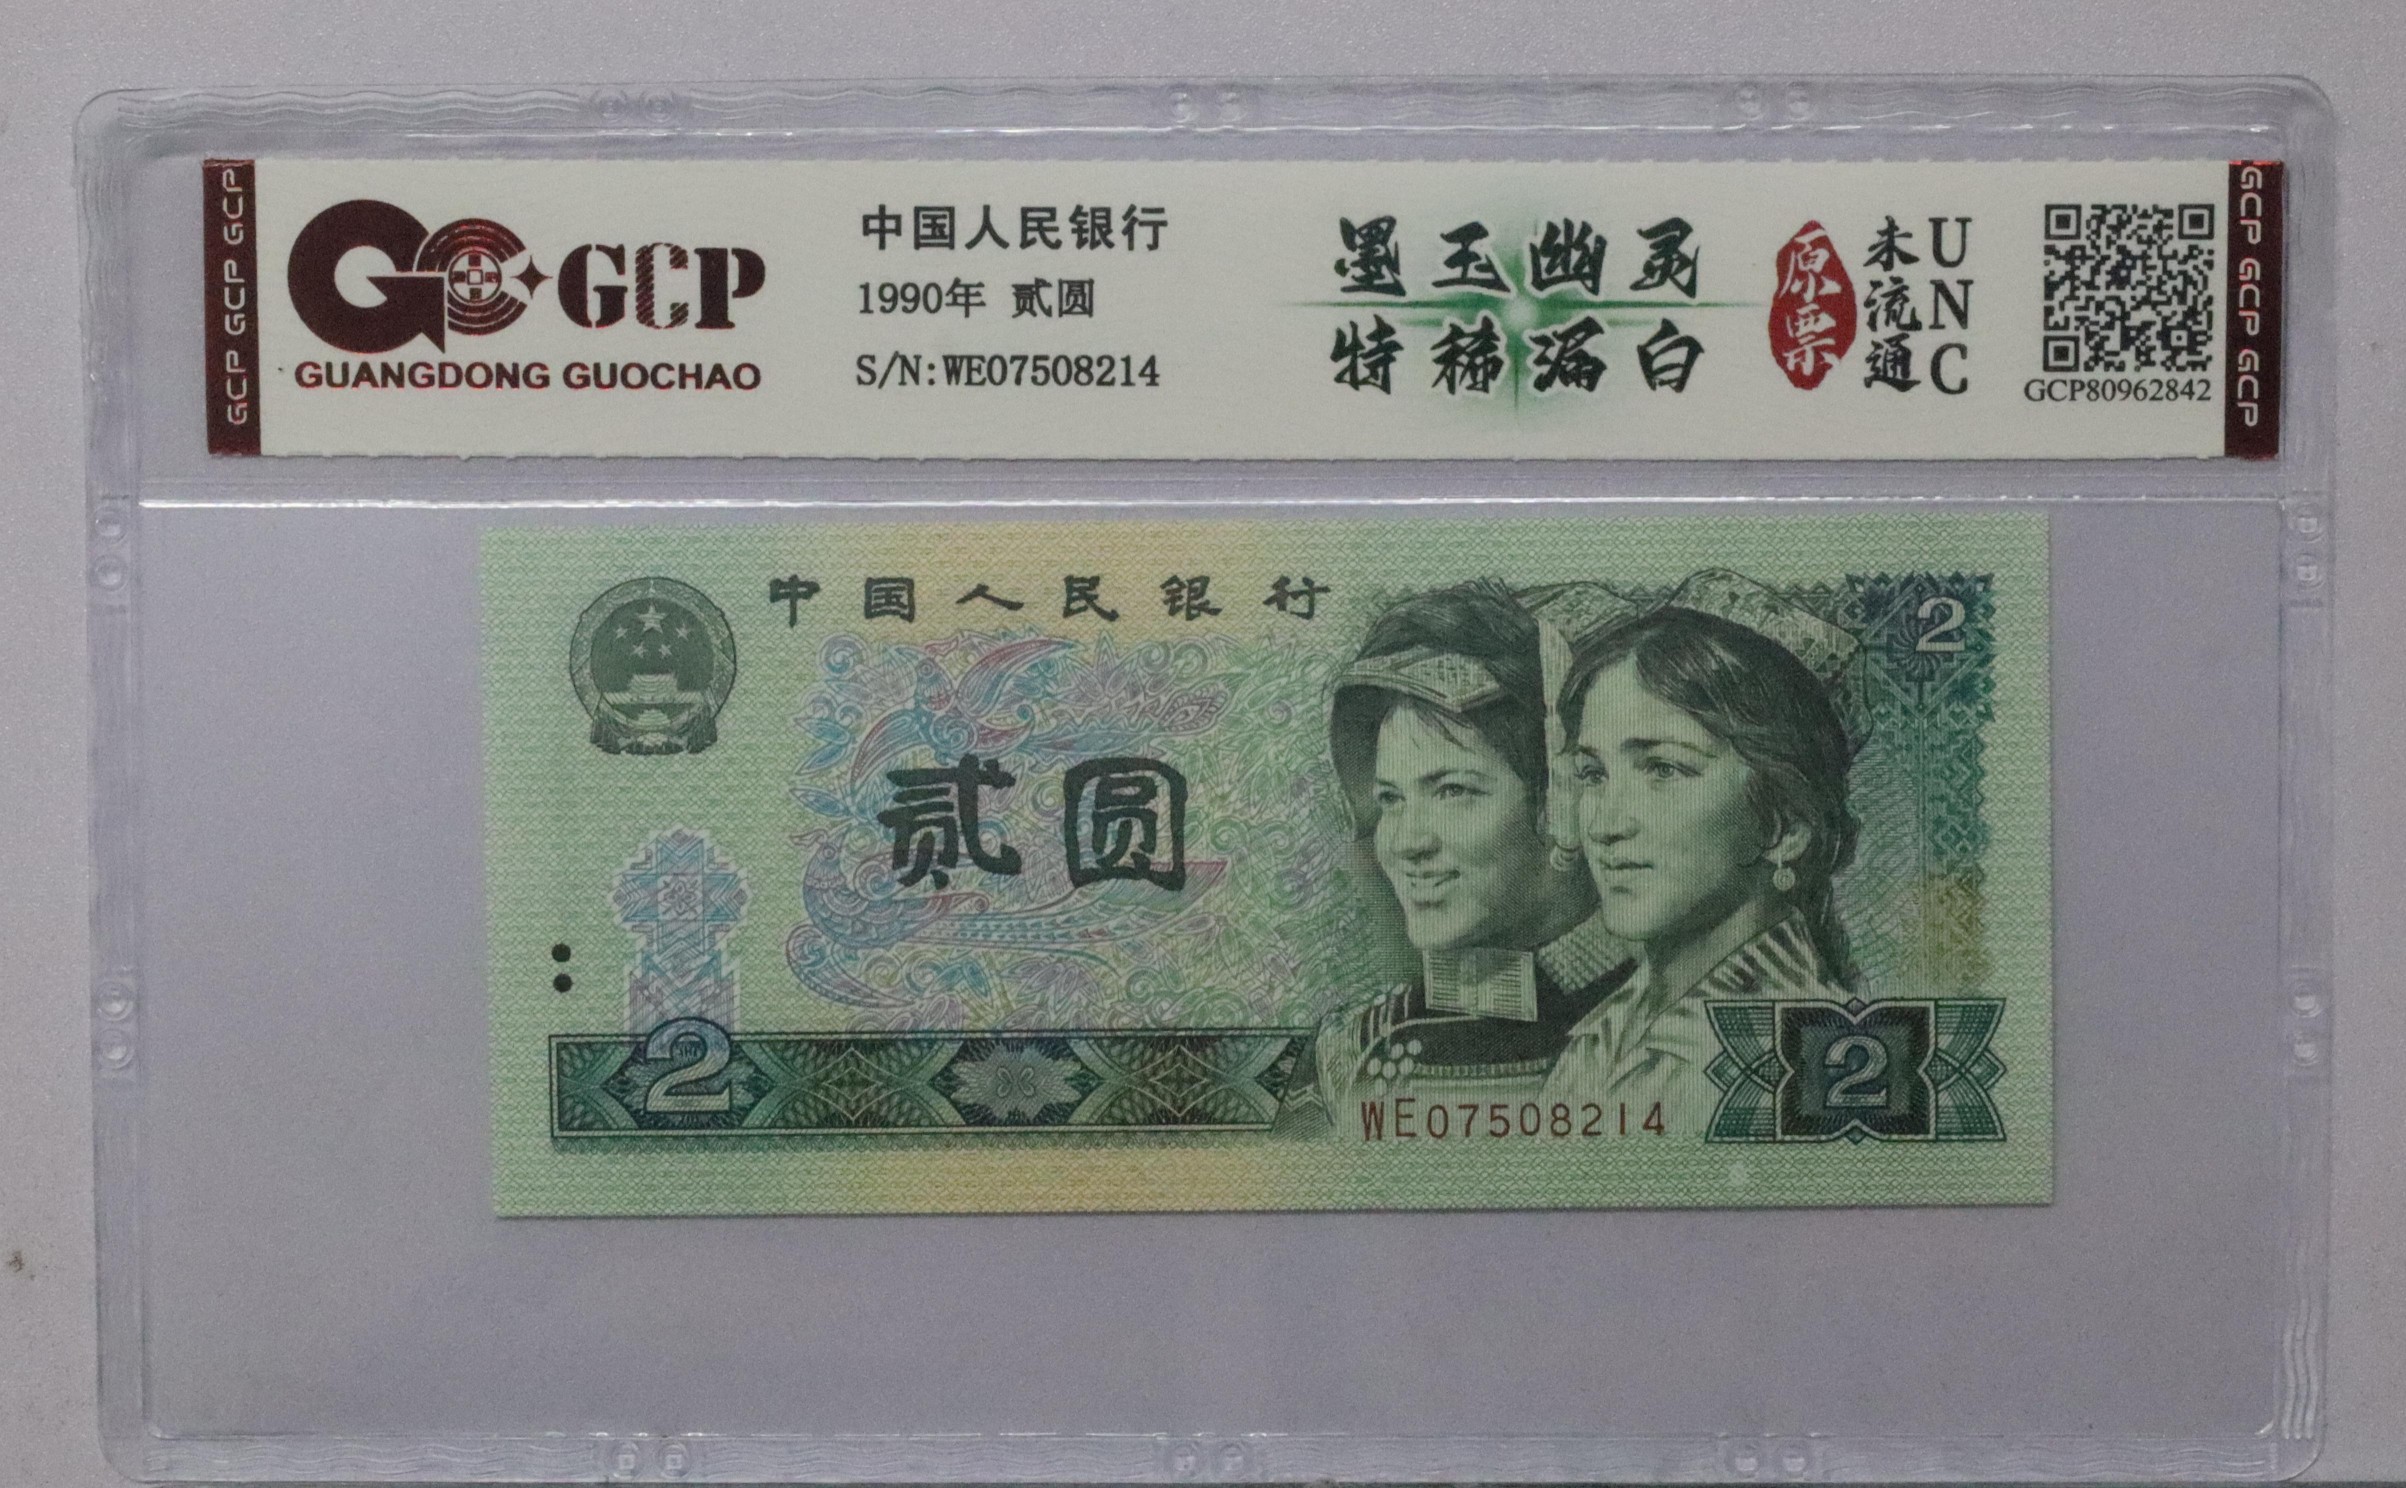 GCP GCP GCP
GCP
GUANGDONG GUOCHAO
中国人民银行
1990年 贰圆
S/N:WE07508214
墨玉幽灵
特稀漏白
原票
未流通
UNC
GCP80962842
GCP GCP GCP
中国人民银行
2
贰圆
2
WE07508214
2